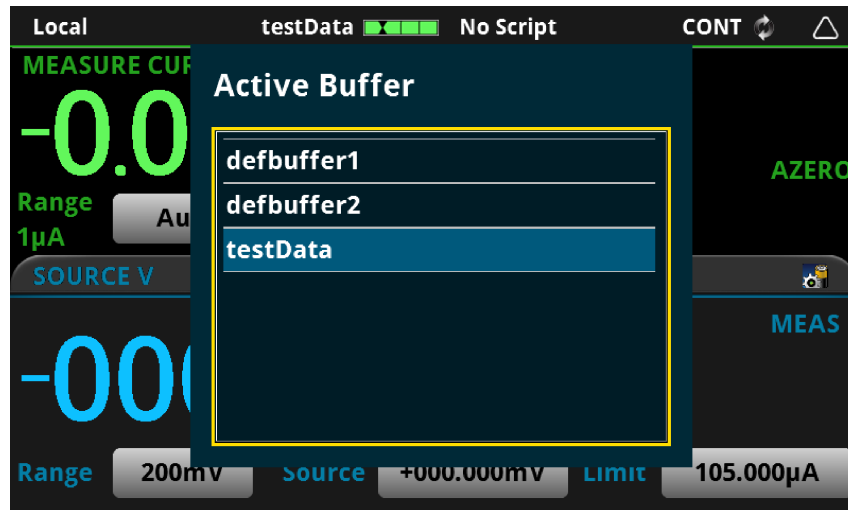 Local testData No Script CONT
MEASURE CUR
Active Buffer
-0.0
defbuffer1
AZERO
Range
Au
defbuffer2
1µA
testData
SOURCE V
MEAS
-000
Range 200mV Source +000.000mV Limit 105.000µA